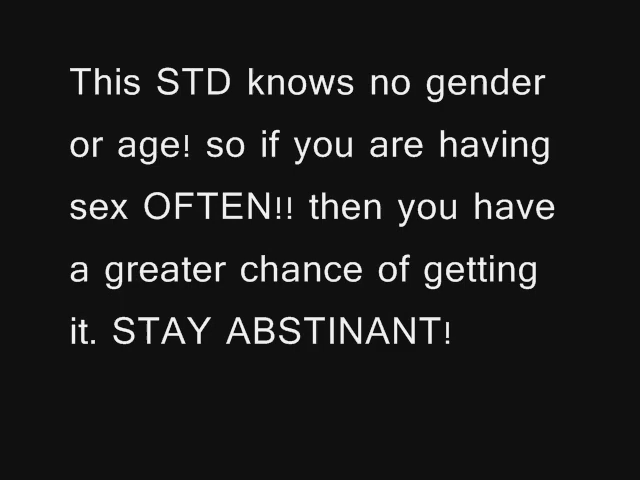 This STD knows no gender
or age! so if you are having
sex OFTEN!! then you have
a greater chance of getting
it. STAY ABSTINANT!